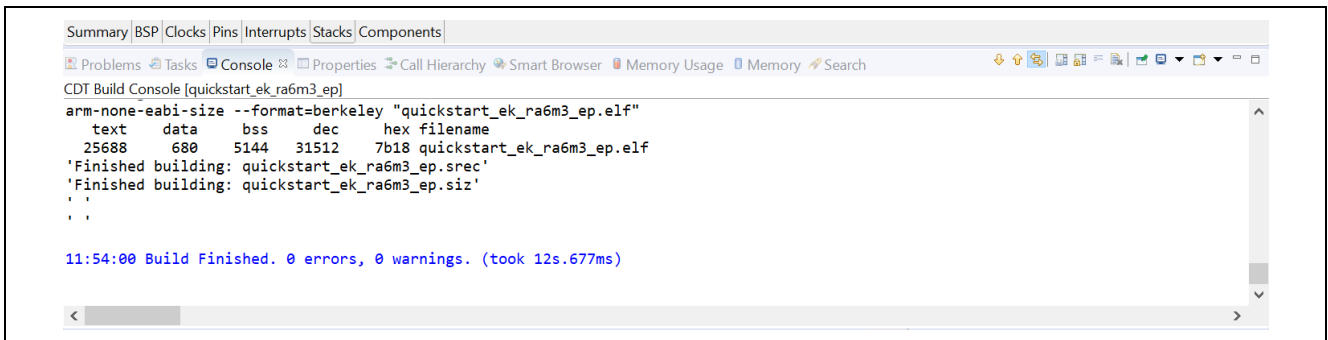 Summary BSP Clocks Pins Interrupts Stacks Components
Problems Tasks Console Properties Call Hierarchy Smart Browser Memory Usage Memory Search
CDT Build Console [quickstart_ek_ra6m3_ep]
arm-none-eabi-size --format=berkeley "quickstart_ek_ra6m3_ep.elf"
   text    data     bss     dec     hex filename
  25688     680    5144   31512    7b18 quickstart_ek_ra6m3_ep.elf
'Finished building: quickstart_ek_ra6m3_ep.srec'
'Finished building: quickstart_ek_ra6m3_ep.siz'
' '
' '
11:54:00 Build Finished. 0 errors, 0 warnings. (took 12s.677ms)